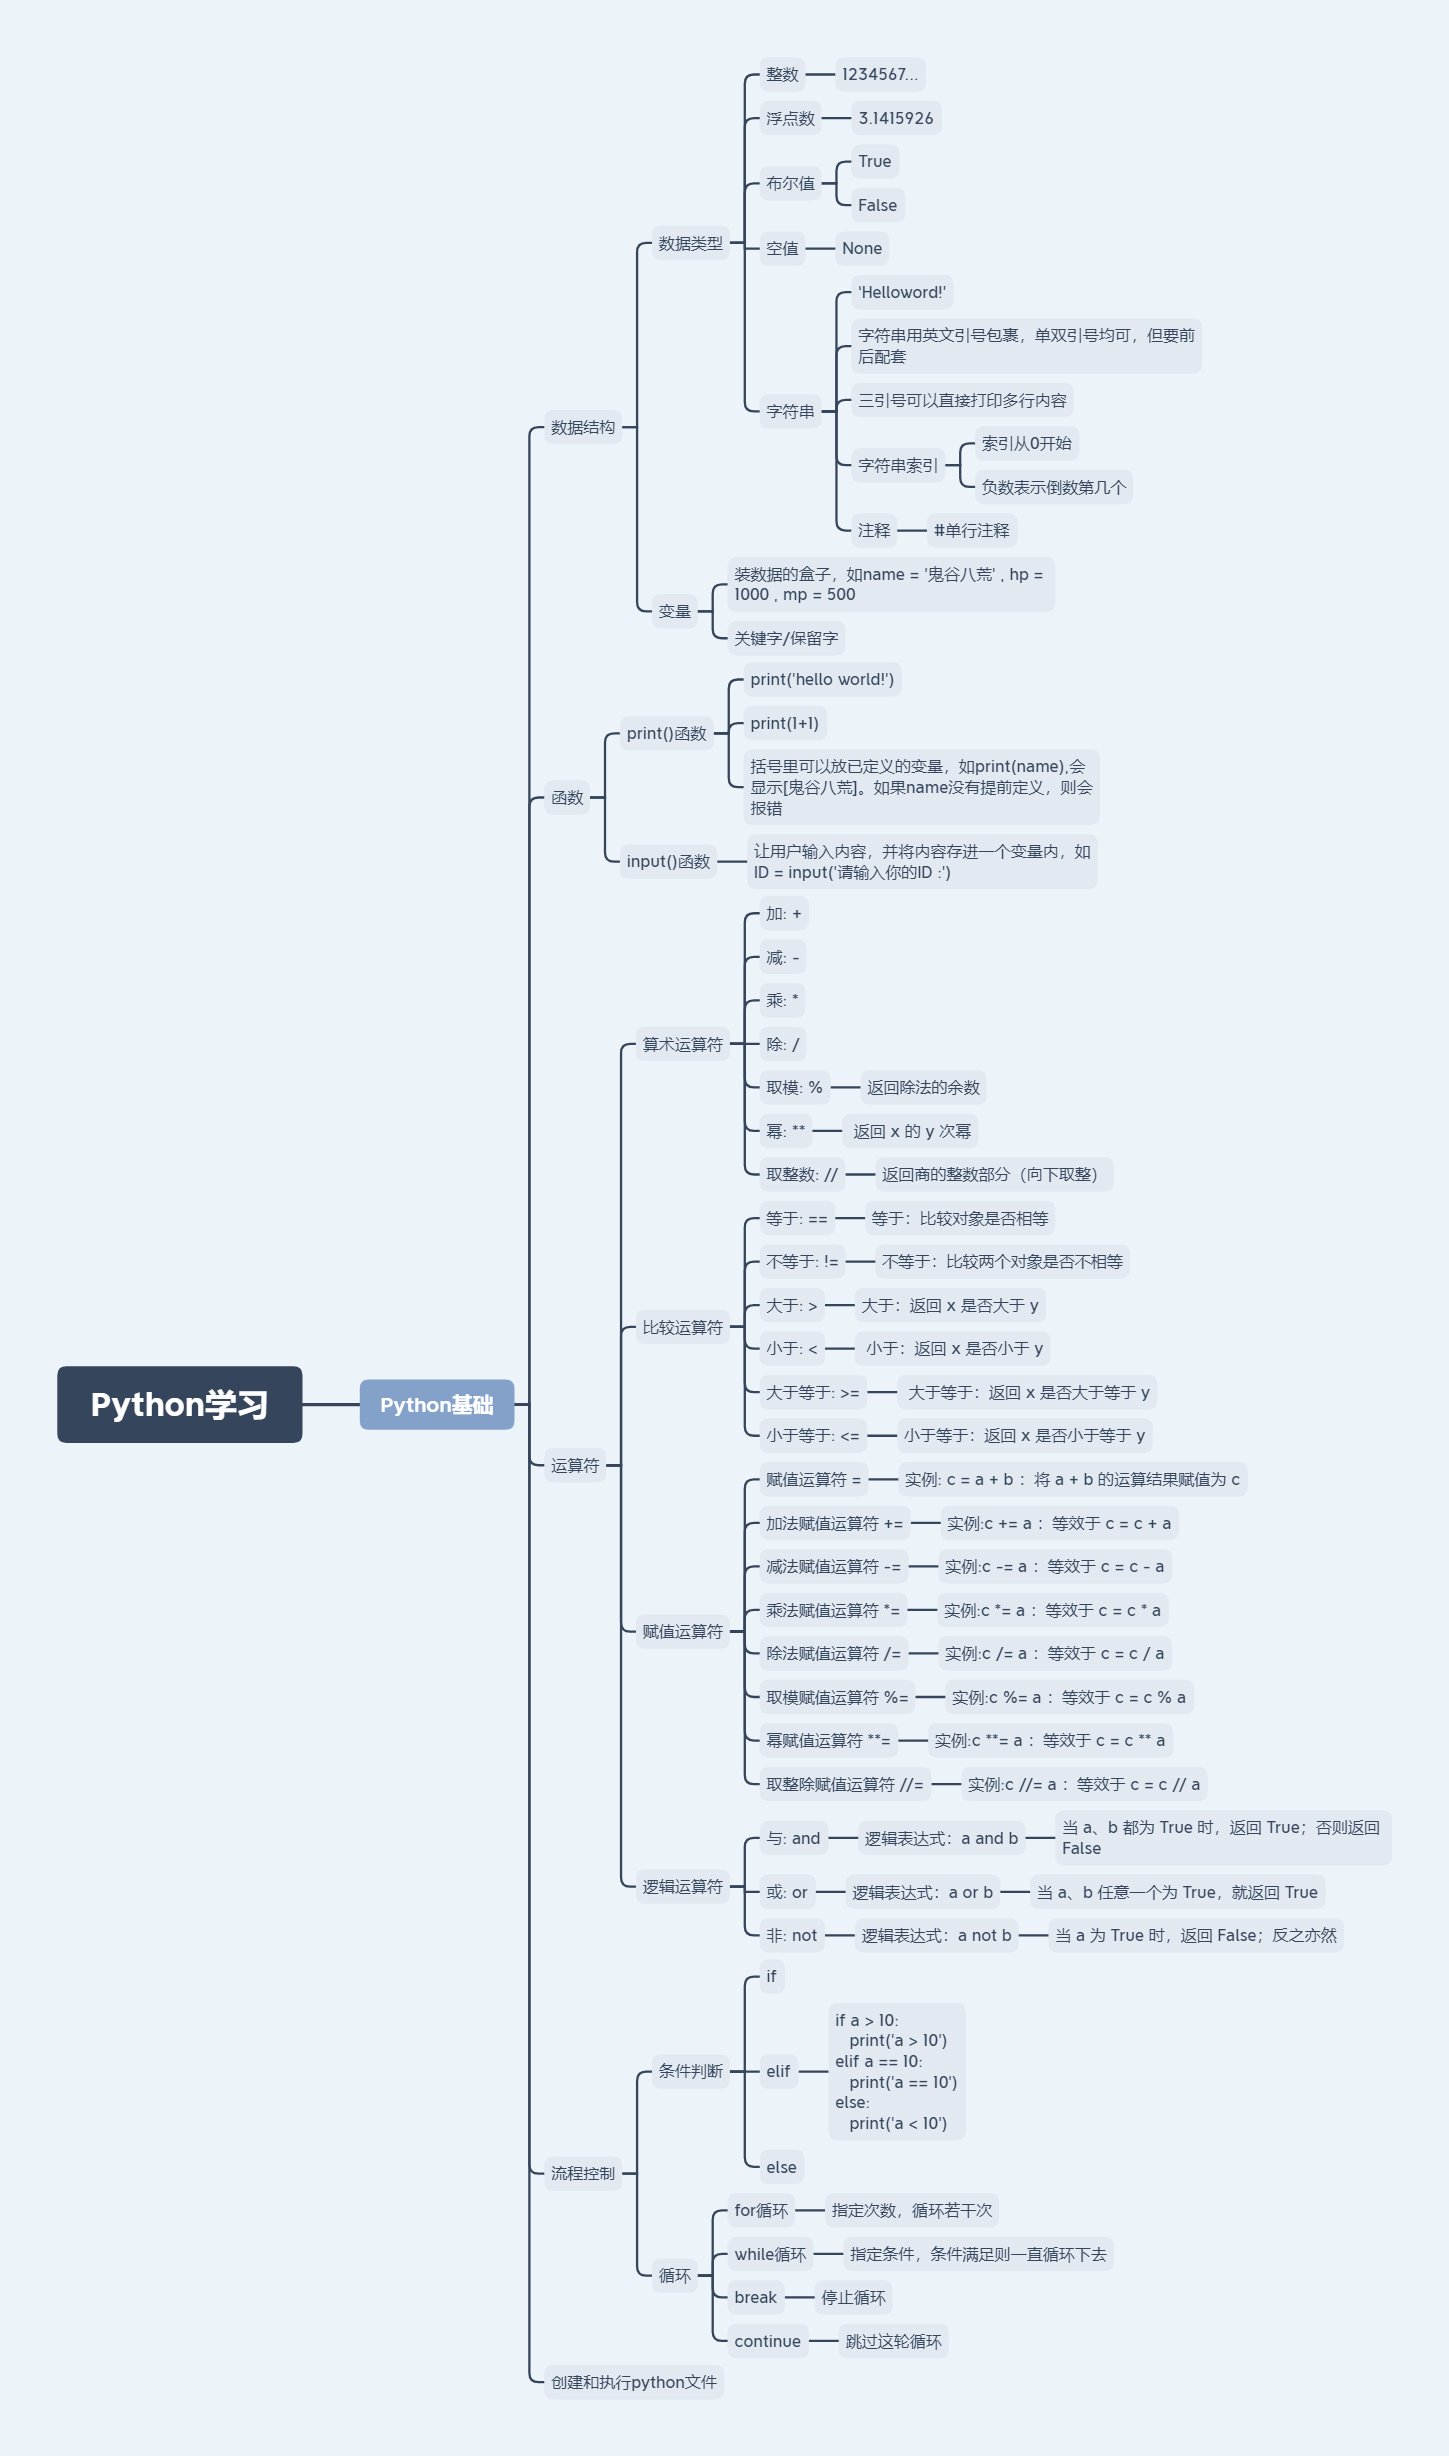 Python学习
Python基础
数据结构
数据类型
整数
1234567...
浮点数
3.1415926
布尔值
True
False
空值
None
字符串
'Helloword!'
字符串用英文引号包裹，单双引号均可，但要前
后配套
三引号可以直接打印多行内容
字符串索引
索引从0开始
负数表示倒数第几个
注释
#单行注释
变量
装数据的盒子，如name = '鬼谷八荒' , hp =
1000 , mp = 500
关键字/保留字
函数
print()函数
print('hello world!')
print(1+1)
括号里可以放已定义的变量，如print(name),会
显示[鬼谷八荒]。如果name没有提前定义，则会
报错
input()函数
让用户输入内容，并将内容存进一个变量内，如
ID = input('请输入你的ID :')
运算符
算术运算符
加: +
减: -
乘: *
除: /
取模: %
返回除法的余数
幂: **
返回 x 的 y 次幂
取整数: //
返回商的整数部分（向下取整）
比较运算符
等于: ==
等于：比较对象是否相等
不等于: !=
不等于：比较两个对象是否不相等
大于: >
大于：返回 x 是否大于 y
小于: <
小于：返回 x 是否小于 y
大于等于: >=
大于等于：返回 x 是否大于等于 y
小于等于: <=
小于等于：返回 x 是否小于等于 y
赋值运算符
赋值运算符 =
实例: c = a + b ：将 a + b 的运算结果赋值为 c
加法赋值运算符 +=
实例:c += a ：等效于 c = c + a
减法赋值运算符 -=
实例:c -= a ：等效于 c = c - a
乘法赋值运算符 *=
实例:c *= a ：等效于 c = c * a
除法赋值运算符 /=
实例:c /= a ：等效于 c = c / a
取模赋值运算符 %=
实例:c %= a ：等效于 c = c % a
幂赋值运算符 **=
实例:c **= a ：等效于 c = c ** a
取整除赋值运算符 //=
实例:c //= a ：等效于 c = c // a
逻辑运算符
与: and
逻辑表达式：a and b
当 a、b 都为 True 时，返回 True；否则返回
False
或: or
逻辑表达式：a or b
当 a、b 任意一个为 True，就返回 True
非: not
逻辑表达式：a not b
当 a 为 True 时，返回 False；反之亦然
流程控制
条件判断
if
elif
if a > 10:
print('a > 10')
elif a == 10:
print('a == 10')
else:
print('a < 10')
else
循环
for循环
指定次数，循环若干次
while循环
指定条件，条件满足则一直循环下去
break
停止循环
continue
跳过这轮循环
创建和执行python文件